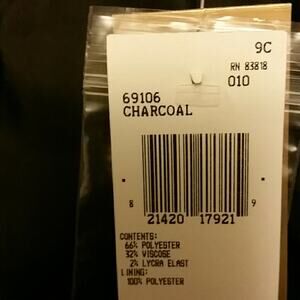 9C
RN 83818
010
69106
CHARCOAL
8 21420 17921 9
CONTENTS:
66% POLYESTER
32% VISCOSE
2% LYCRA ELAST
LINING:
100% POLYESTER